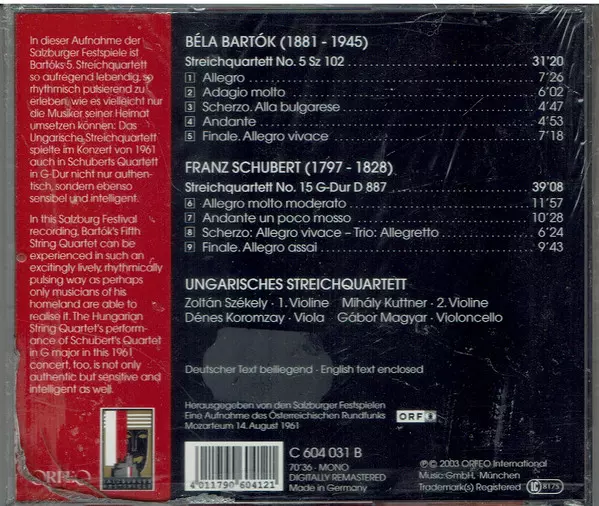 In dieser Aufnahme der
Salzburger Festspiele ist
Bartóks 5. Streichquartett
so aufregend lebendig, so
rhythmisch pulsierend zu
erleben, wie es vielleicht nur
die Musiker seiner Heimat
umsetzen können: Das
Ungarische Streichquartett
spielte im Konzert von 1961
auch in Schuberts Quartett
in G-Dur nicht nur authen-
tisch, sondern ebenso
sensibel und intelligent.
In this Salzburg Festival
recording, Bartók's Fifth
String Quartet can be
experienced in such an
excitingly lively, rhythmically
pulsing way as perhaps
only musicians of his
homeland are able to
realise it. The Hungarian
String Quartet's perform-
ance of Schubert's Quartet
in G major in this 1961
concert, too, is not only
authentic but sensitive and
intelligent as well.
ORFEO
BÉLA BARTÓK (1881 - 1945)
Streichquartett No. 5 Sz 102 31'20
1 Allegro 7'26
2 Adagio molto 6'02
3 Scherzo. Alla bulgarese 4'47
4 Andante 4'53
5 Finale. Allegro vivace 7'18
FRANZ SCHUBERT (1797 - 1828)
Streichquartett No. 15 G-Dur D 887 39'08
6 Allegro molto moderato 11'57
7 Andante un poco mosso 10'28
8 Scherzo: Allegro vivace – Trio: Allegretto 6'24
9 Finale. Allegro assai 9'43
UNGARISCHES STREICHQUARTETT
Zoltán Székely · 1. Violine Mihály Kuttner · 2. Violine
Dénes Koromzay · Viola Gábor Magyar · Violoncello
Deutscher Text beiliegend · English text enclosed
Herausgegeben von den Salzburger Festspielen
Eine Aufnahme des Österreichischen Rundfunks
Mozarteum 14. August 1961
ORF
C 604 031 B
70'36 · MONO
DIGITALLY REMASTERED
Made in Germany
4 011790 604121
℗ © 2003 ORFEO International
Music GmbH, München
Trademark(s) Registered
LC 8175